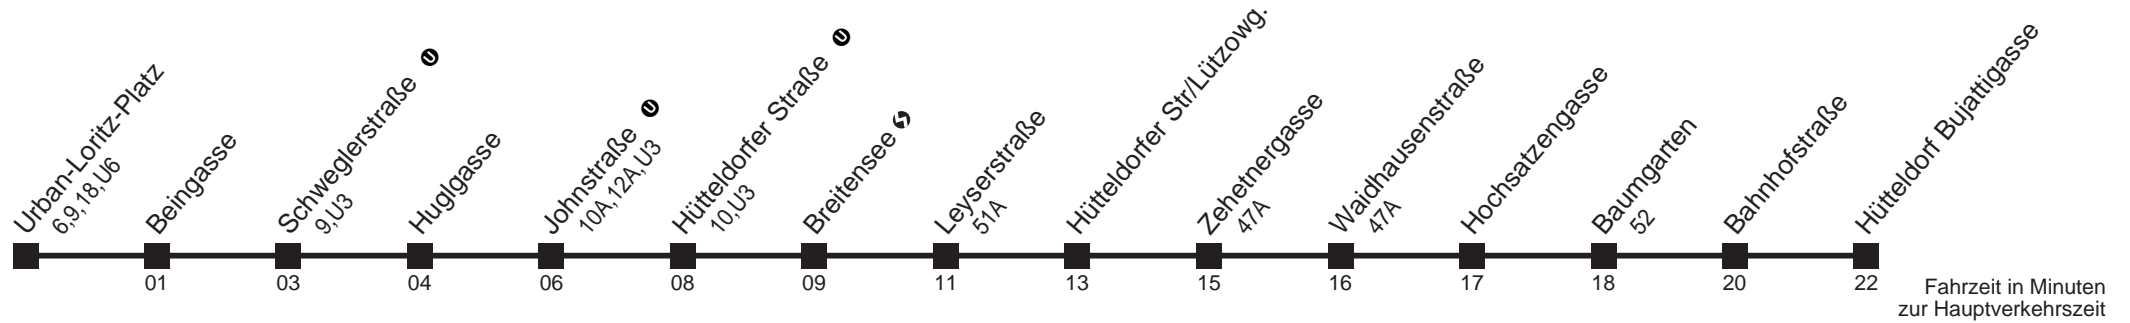 Urban-Loritz-Platz
6,9, 18, U6
Beingasse
01
Schweglerstraße U
9, U3
03
Huglgasse
04
Johnstraße U
10A, 12A, U3
06
Hütteldorfer Straße U
10, U3
08
Breitensee
09
Leyserstraße
51A
11
Hütteldorfer Str/Lützowg.
13
Zehetnergasse
47A
15
Waidhausenstraße
47A
16
Hochsatzengasse
17
Baumgarten
52
18
Bahnhofstraße
20
Hütteldorf Bujattigasse
22
Fahrzeit in Minuten
zur Hauptverkehrszeit